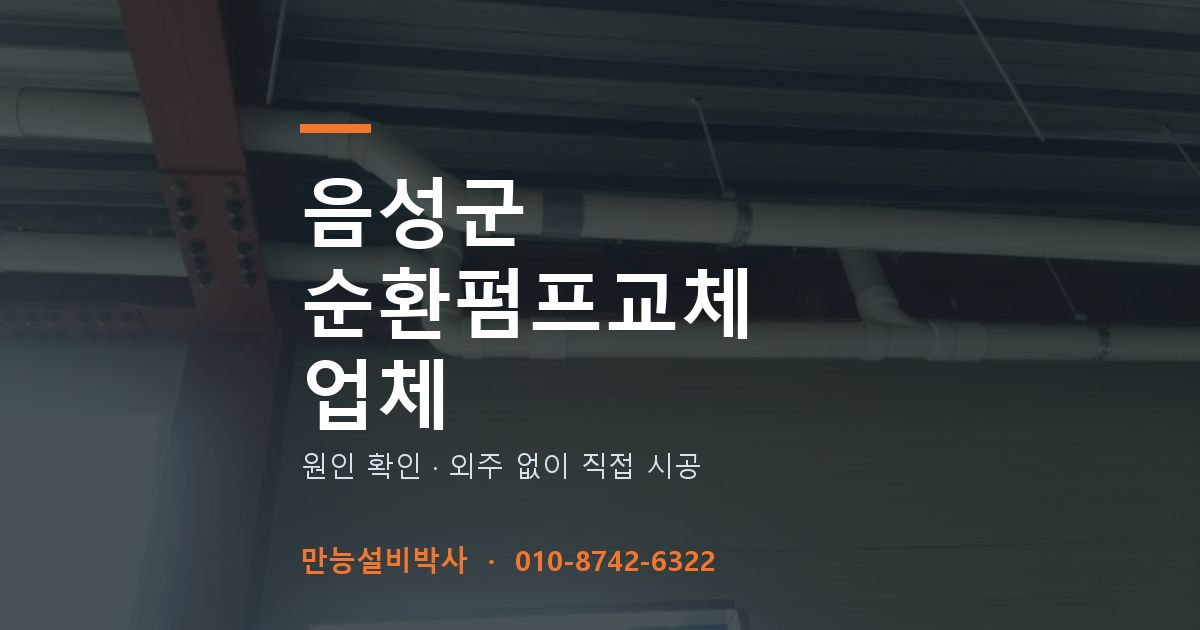 음성군
순환펌프교체
업체
원인 확인 · 외주 없이 직접 시공
만능설비박사 · 010-8742-6322